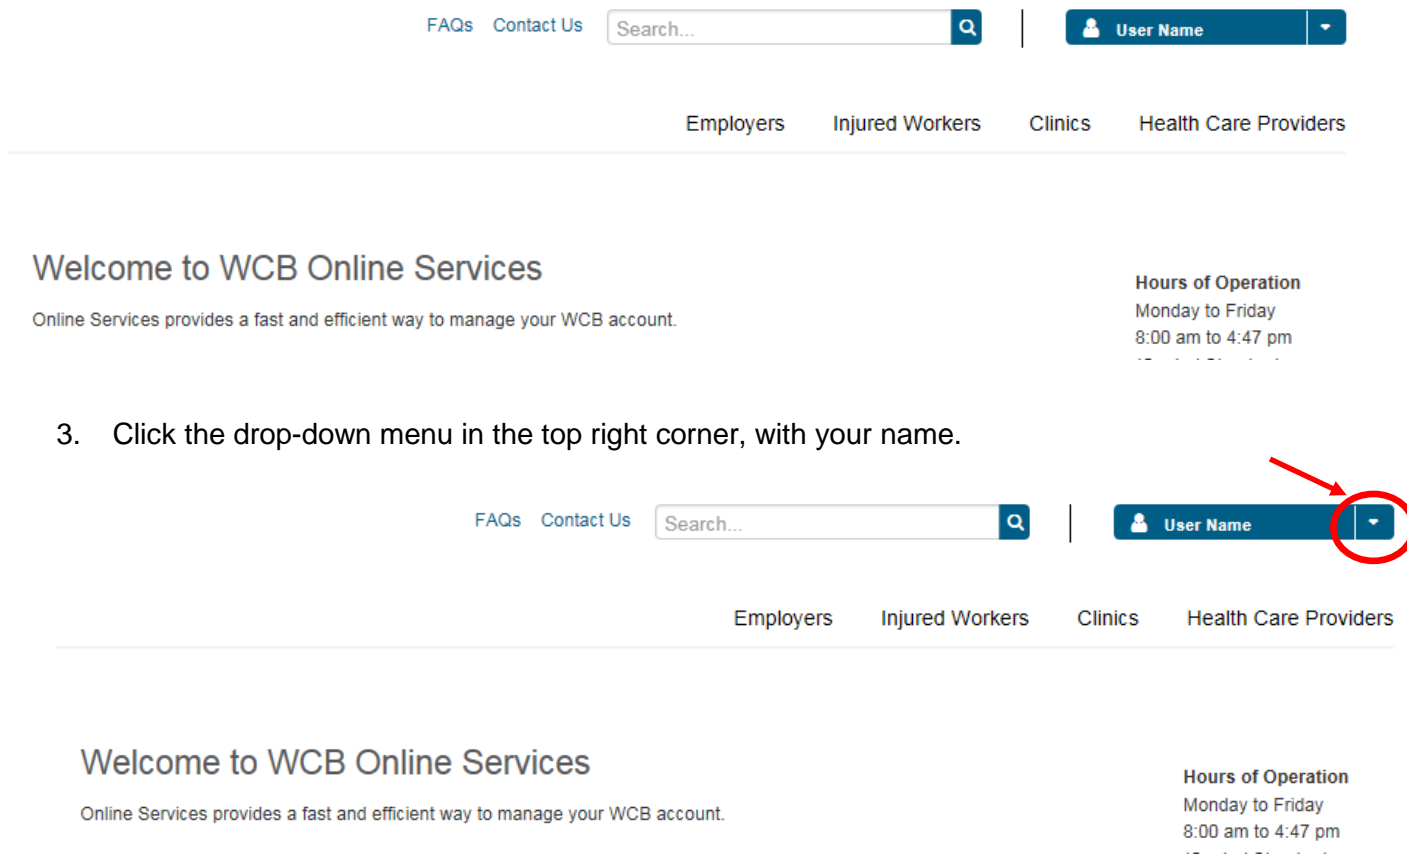 FAQs Contact Us Search... User Name
Employers Injured Workers Clinics Health Care Providers
Welcome to WCB Online Services
Online Services provides a fast and efficient way to manage your WCB account.
Hours of Operation
Monday to Friday
8:00 am to 4:47 pm
3. Click the drop-down menu in the top right corner, with your name.
FAQs Contact Us Search... User Name
Employers Injured Workers Clinics Health Care Providers
Welcome to WCB Online Services
Online Services provides a fast and efficient way to manage your WCB account.
Hours of Operation
Monday to Friday
8:00 am to 4:47 pm